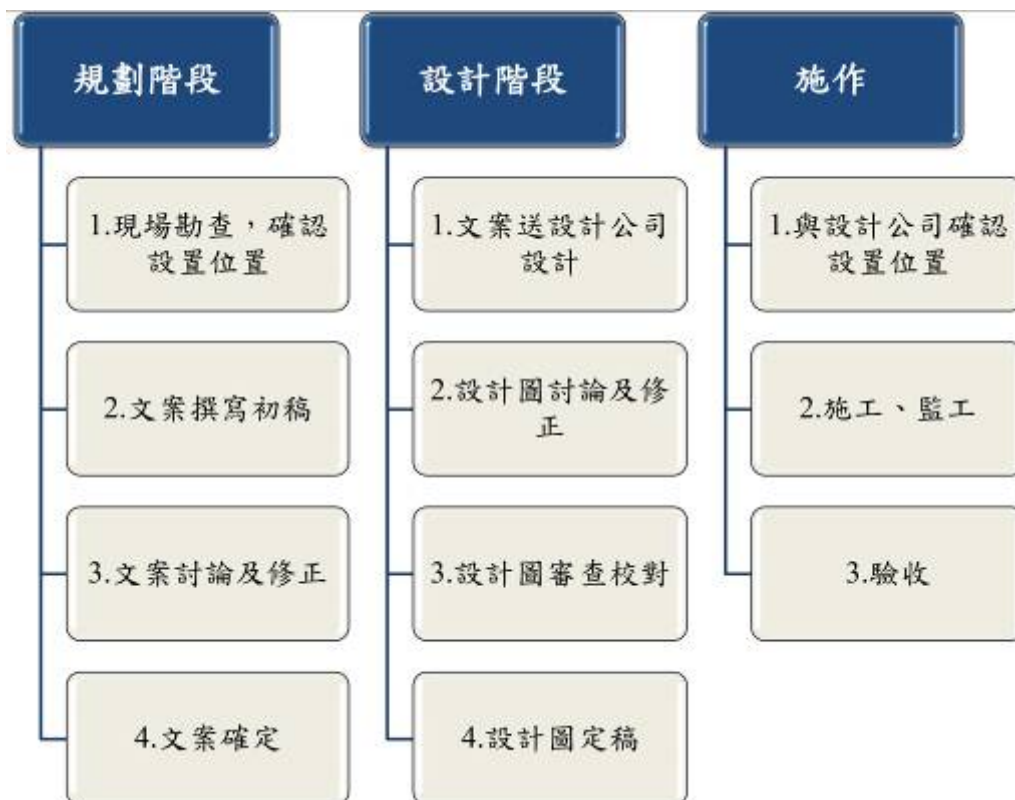 規劃階段
1.現場勘查，確認
設置位置
2.文案撰寫初稿
3.文案討論及修正
4.文案確定
設計階段
1.文案送設計公司
設計
2.設計圖討論及修
正
3.設計圖審查校對
4.設計圖定稿
施作
1.與設計公司確認
設置位置
2.施工、監工
3.驗收